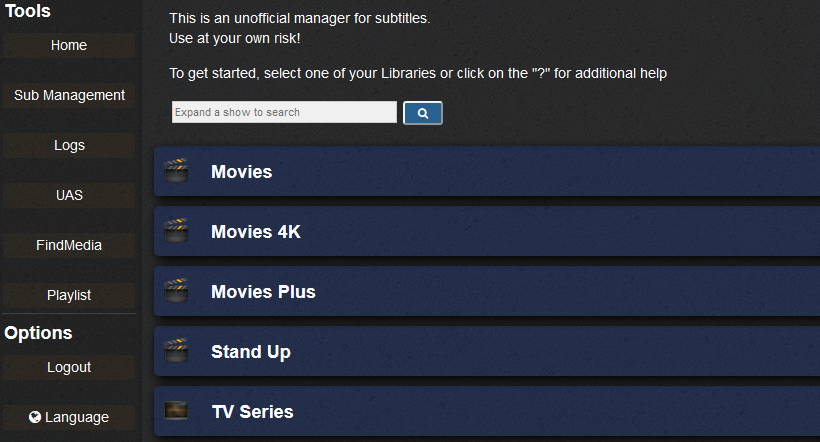 Tools
Home
Sub Management
Logs
UAS
FindMedia
Playlist
Options
Logout
Language
This is an unofficial manager for subtitles.
Use at your own risk!
To get started, select one of your Libraries or click on the "?" for additional help
Expand a show to search
Movies
Movies 4K
Movies Plus
Stand Up
TV Series